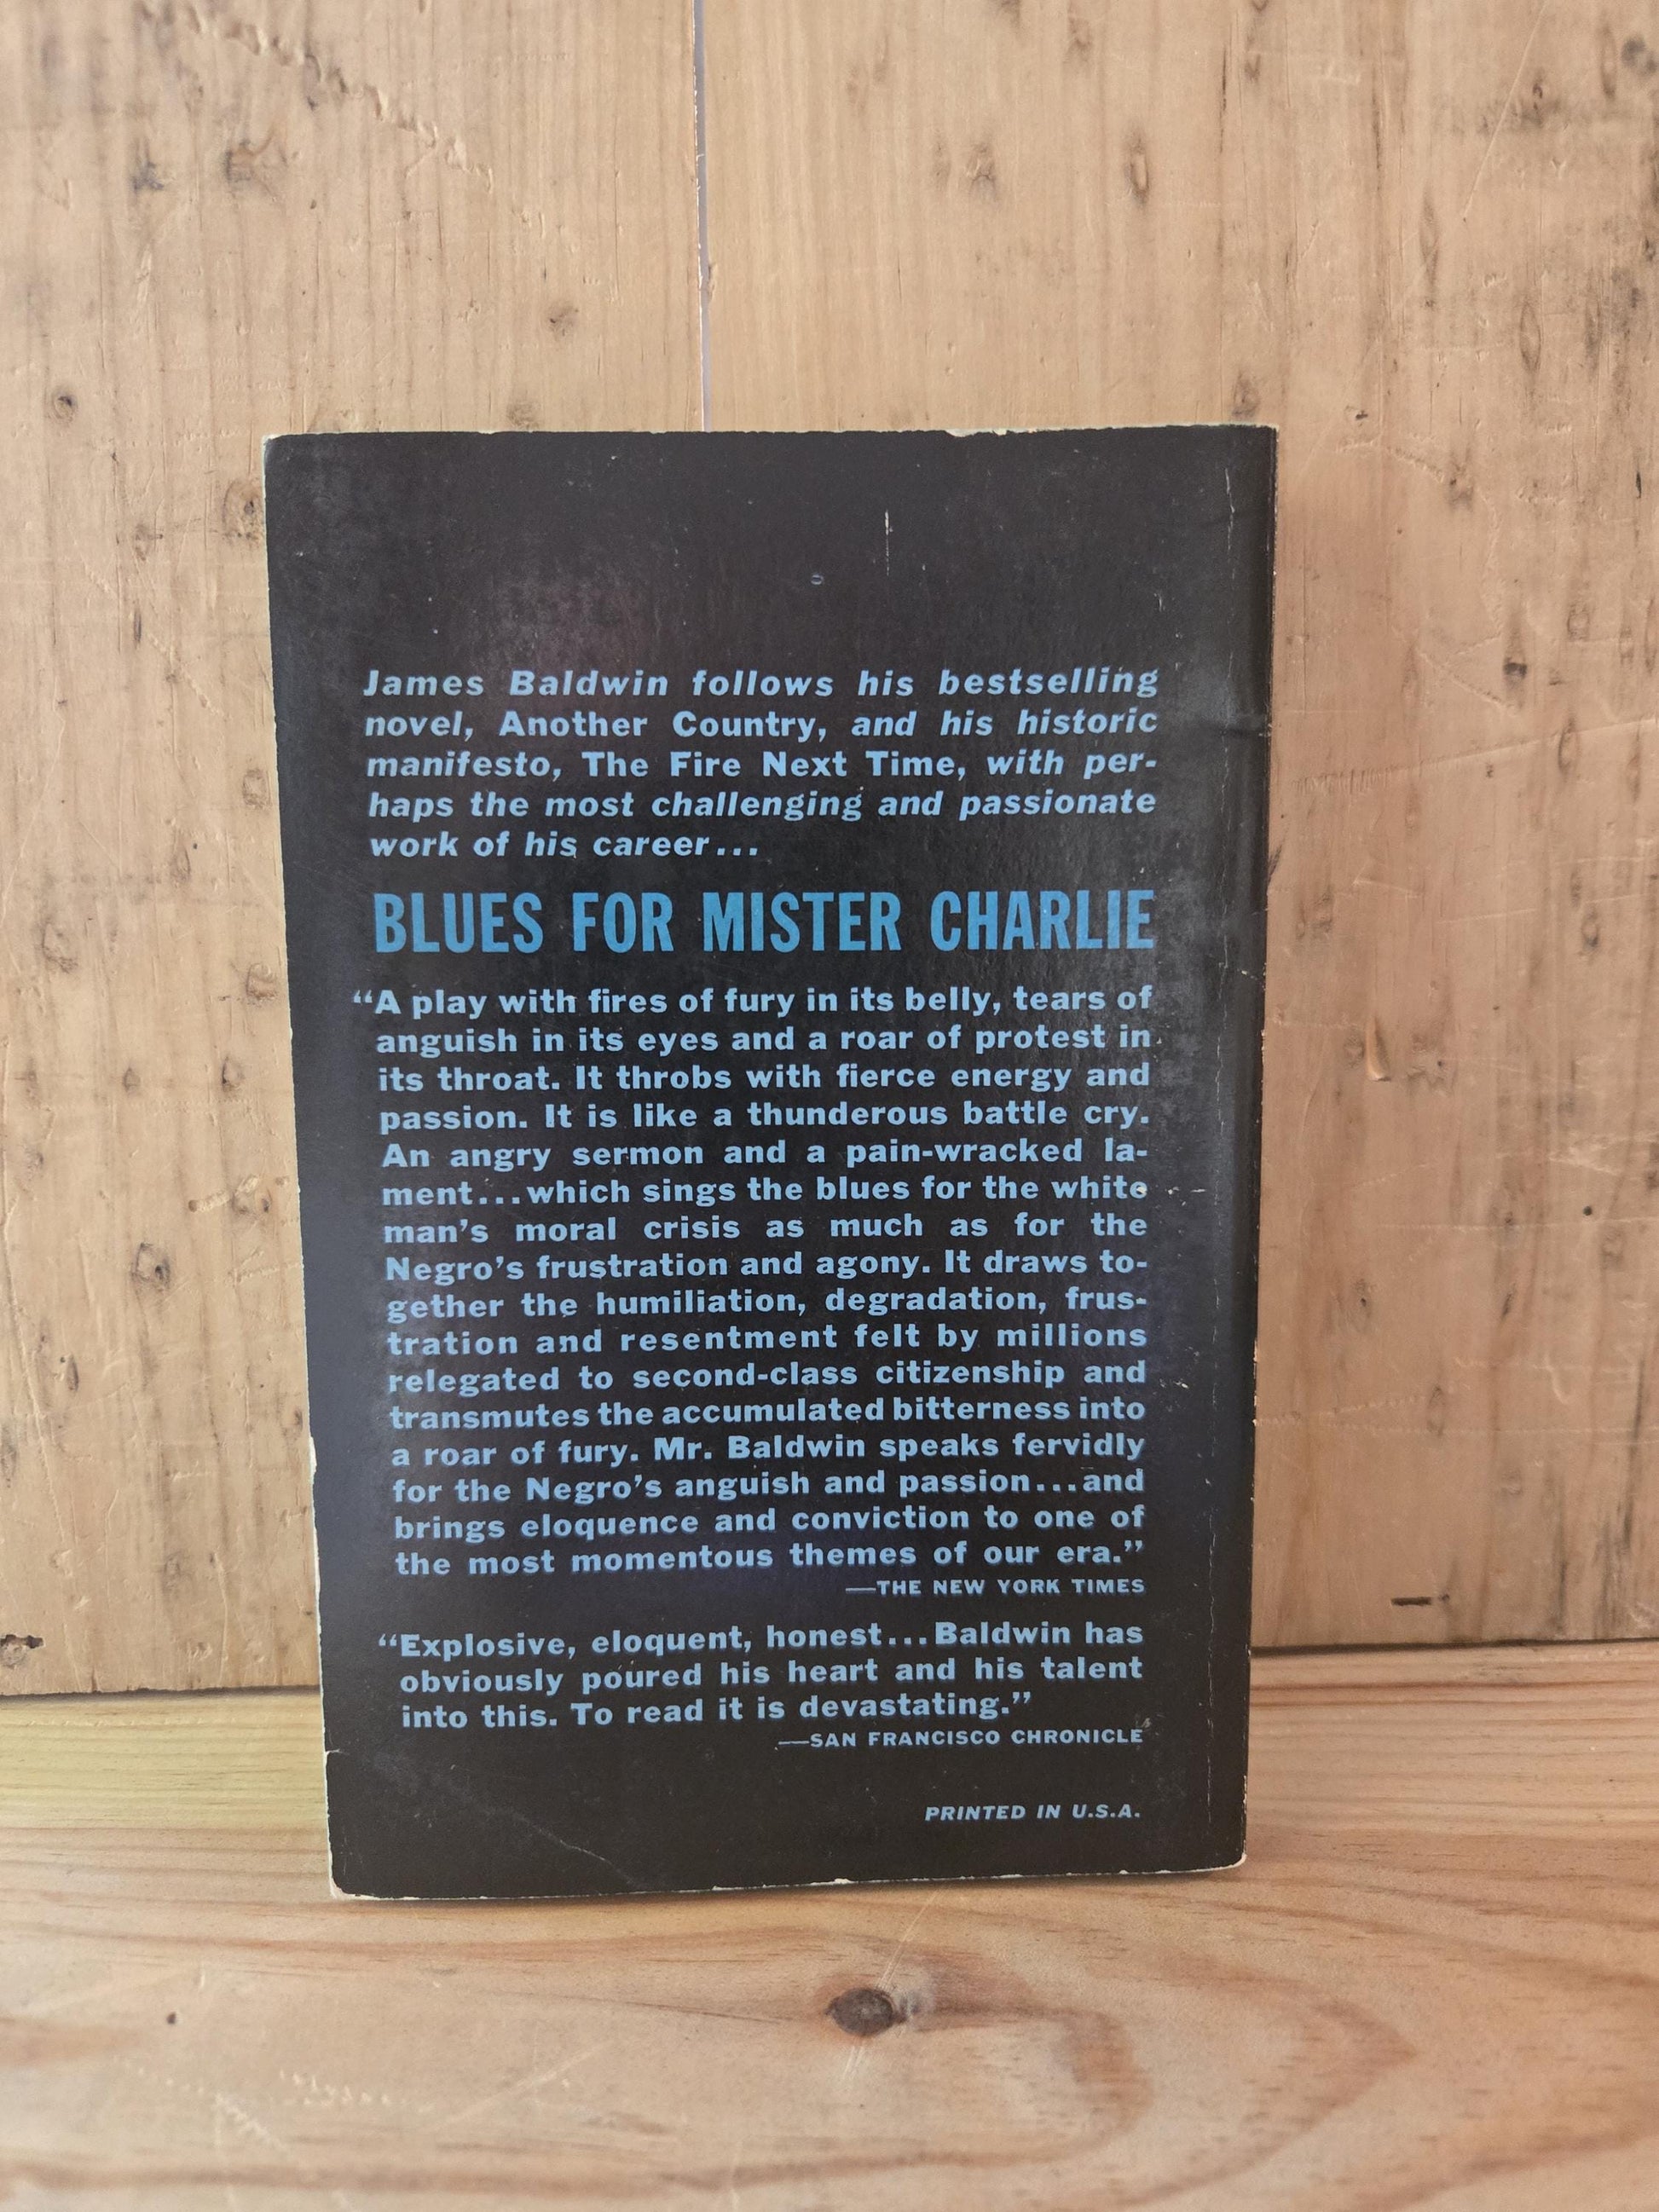 James Baldwin follows his bestselling
novel, Another Country, and his historic
manifesto, The Fire Next Time, with per-
haps the most challenging and passionate
work of his career...
BLUES FOR MISTER CHARLIE
“A play with fires of fury in its belly, tears of
anguish in its eyes and a roar of protest in
its throat. It throbs with fierce energy and
passion. It is like a thunderous battle cry.
An angry sermon and a pain-wracked la-
ment...which sings the blues for the white
man’s moral crisis as much as for the
Negro’s frustration and agony. It draws to-
gether the humiliation, degradation, frus-
tration and resentment felt by millions
relegated to second-class citizenship and
transmutes the accumulated bitterness into
a roar of fury. Mr. Baldwin speaks fervidly
for the Negro’s anguish and passion...and
brings eloquence and conviction to one of
the most momentous themes of our era.”
—THE NEW YORK TIMES
“Explosive, eloquent, honest...Baldwin has
obviously poured his heart and his talent
into this. To read it is devastating.”
—SAN FRANCISCO CHRONICLE
PRINTED IN U.S.A.